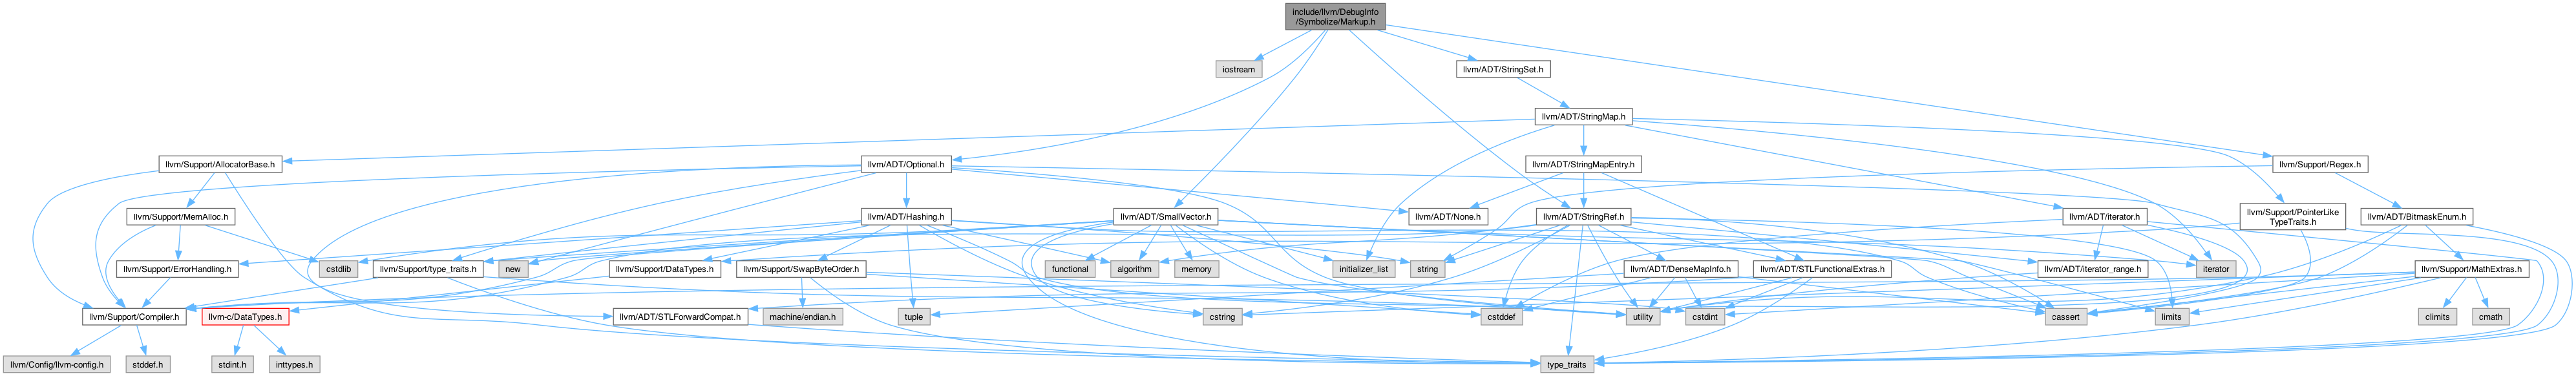 include/llvm/DebugInfo
/Symbolize/Markup.h
iostream
llvm/ADT/StringSet.h
llvm/ADT/StringMap.h
llvm/Support/AllocatorBase.h
llvm/ADT/Optional.h
llvm/ADT/StringMapEntry.h
llvm/Support/Regex.h
llvm/Support/MemAlloc.h
llvm/ADT/Hashing.h
llvm/ADT/SmallVector.h
llvm/ADT/None.h
llvm/ADT/StringRef.h
llvm/ADT/iterator.h
llvm/Support/PointerLike
TypeTraits.h
llvm/ADT/BitmaskEnum.h
llvm/Support/ErrorHandling.h
cstdlib
llvm/Support/type_traits.h
new
llvm/Support/DataTypes.h
llvm/Support/SwapByteOrder.h
functional
algorithm
memory
initializer_list
string
llvm/ADT/DenseMapInfo.h
llvm/ADT/STLFunctionalExtras.h
llvm/ADT/iterator_range.h
iterator
llvm/Support/MathExtras.h
llvm/Support/Compiler.h
llvm-c/DataTypes.h
llvm/ADT/STLForwardCompat.h
machine/endian.h
tuple
cstring
cstddef
utility
cstdint
cassert
limits
climits
cmath
llvm/Config/llvm-config.h
stddef.h
stdint.h
inttypes.h
type_traits